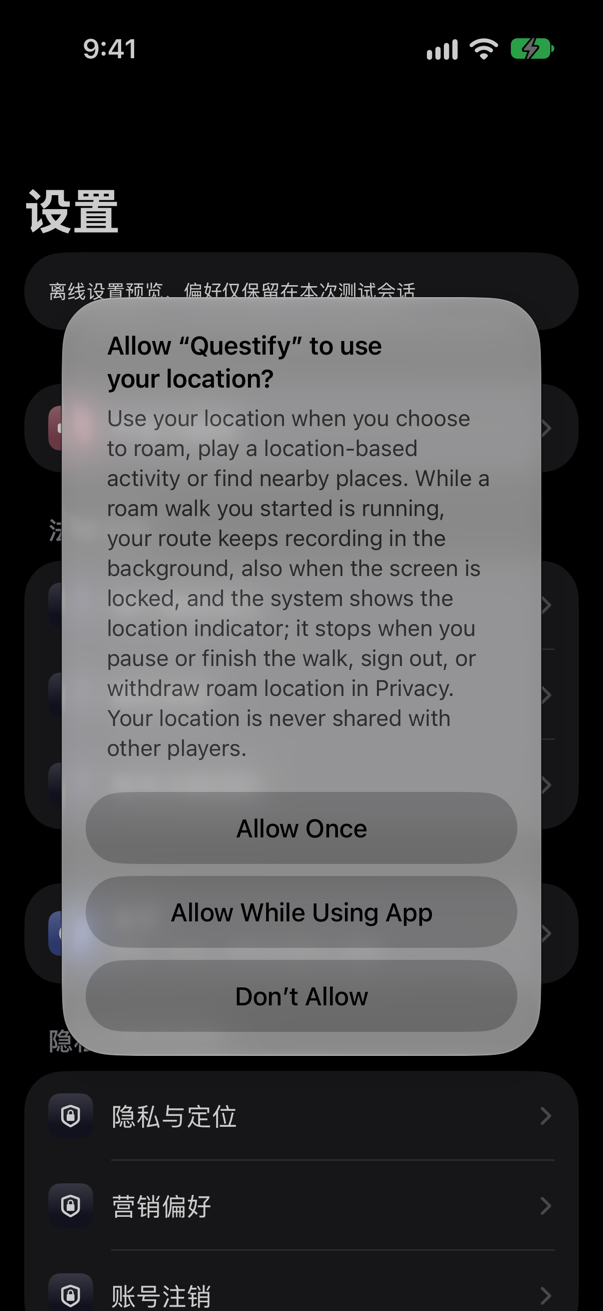 9:41
设置
离线设置预览，偏好仅保留在本次测试会话
Allow “Questify” to use
your location?
Use your location when you choose
to roam, play a location-based
activity or find nearby places. While a
roam walk you started is running,
your route keeps recording in the
background, also when the screen is
locked, and the system shows the
location indicator; it stops when you
pause or finish the walk, sign out, or
withdraw roam location in Privacy.
Your location is never shared with
other players.
Allow Once
Allow While Using App
Don’t Allow
隐私与定位
营销偏好
账号注销